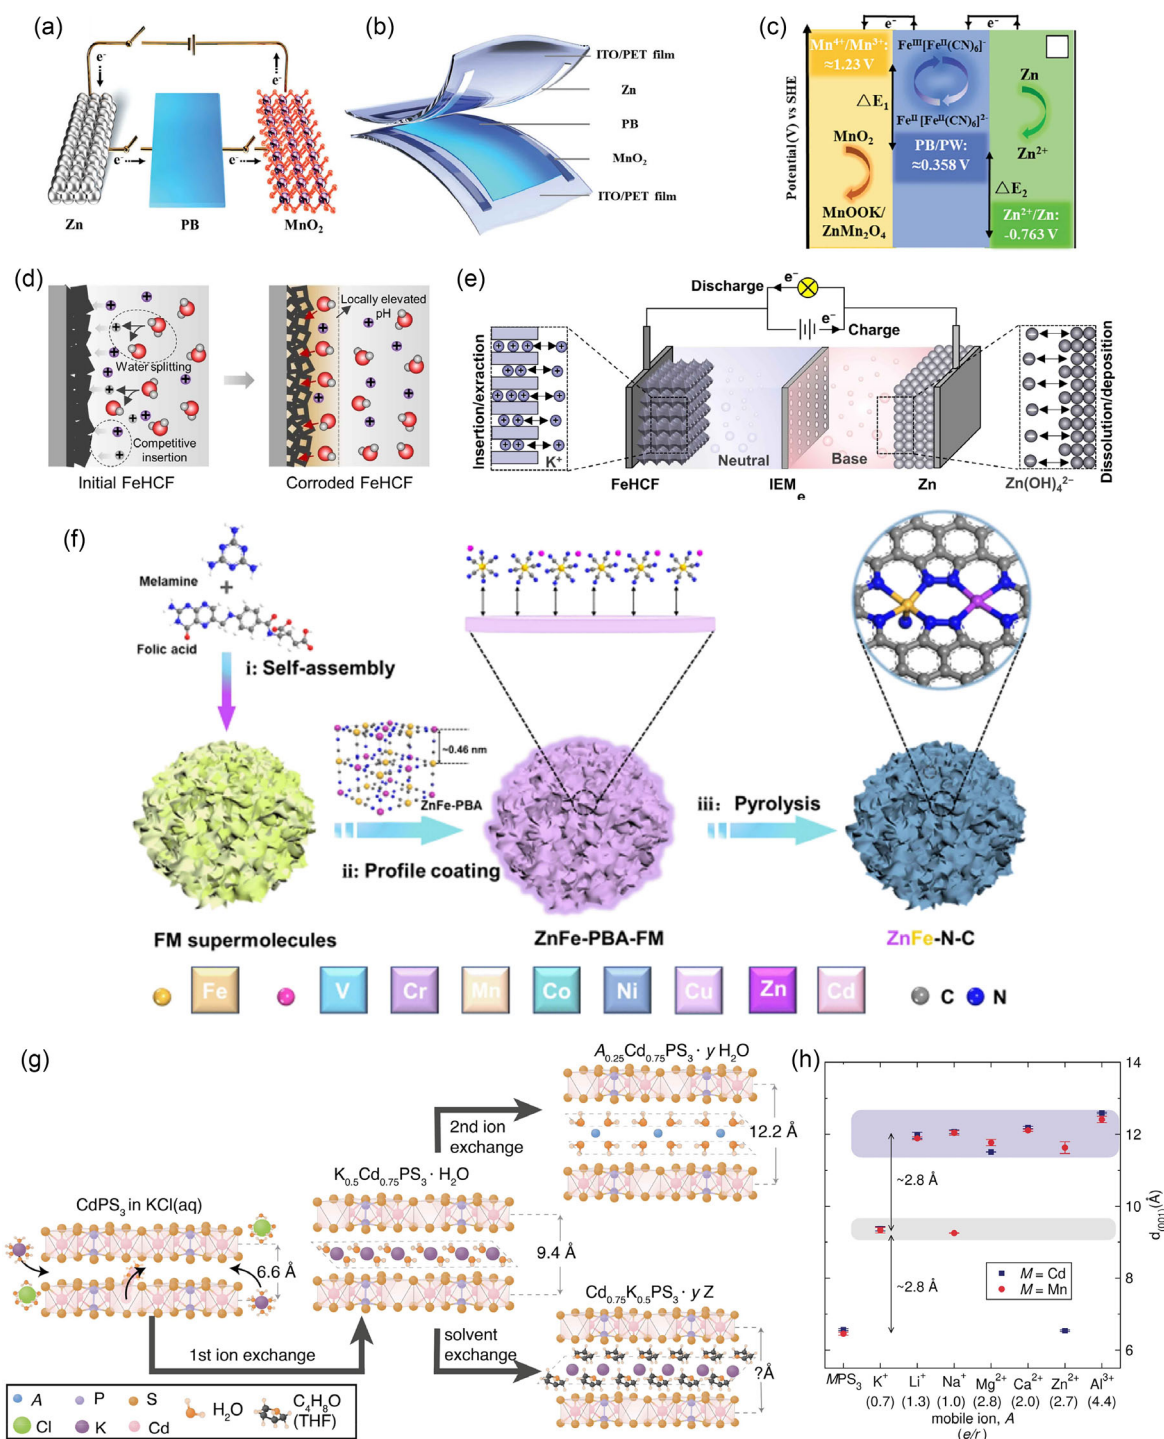 (a)
e⁻
e⁻
e⁻
e⁻
Zn
PB
MnO₂
(b)
ITO/PET film
Zn
PB
MnO₂
ITO/PET film
(c)
e⁻
e⁻
Potential (V) vs SHE
Mn⁴⁺/Mn³⁺:
≈1.23 V
△E₁
MnO₂
MnOOK/
ZnMn₂O₄
Fe^III[Fe^II(CN)₆]⁻
Fe^II [Fe^II(CN)₆]²⁻
PB/PW:
≈0.358 V
△E₂
Zn
Zn²⁺
Zn²⁺/Zn:
-0.763 V
(d)
Water splitting
Competitive
insertion
Initial FeHCF
Locally elevated
pH
Corroded FeHCF
(e)
e⁻
Discharge
e⁻
Charge
Insertion/exraction
K⁺
Neutral
Base
FeHCF
IEM
e
Zn
Zn(OH)₄²⁻
Dissolution/deposition
(f)
Melamine
+
Folic acid
i: Self-assembly
~0.46 nm
ZnFe-PBA
ii: Profile coating
iii: Pyrolysis
FM supermolecules
ZnFe-PBA-FM
ZnFe-N-C
Fe V Cr Mn Co Ni Cu Zn Cd C N
(g)
CdPS₃ in KCl(aq)
6.6 Å
1st ion exchange
K₀.₅Cd₀.₇₅PS₃ · H₂O
9.4 Å
2nd ion
exchange
A₀.₂₅Cd₀.₇₅PS₃ · y H₂O
12.2 Å
solvent
exchange
Cd₀.₇₅K₀.₅PS₃ · y Z
?Å
A P S H₂O C₄H₈O
(THF)
Cl K Cd
(h)
14
12
10
8
6
d₍₀₀₁₎(Å)
~2.8 Å
~2.8 Å
M = Cd
M = Mn
MPS₃ K⁺ Li⁺ Na⁺ Mg²⁺ Ca²⁺ Zn²⁺ Al³⁺
(0.7) (1.3) (1.0) (2.8) (2.0) (2.7) (4.4)
mobile ion, A
(e/r)